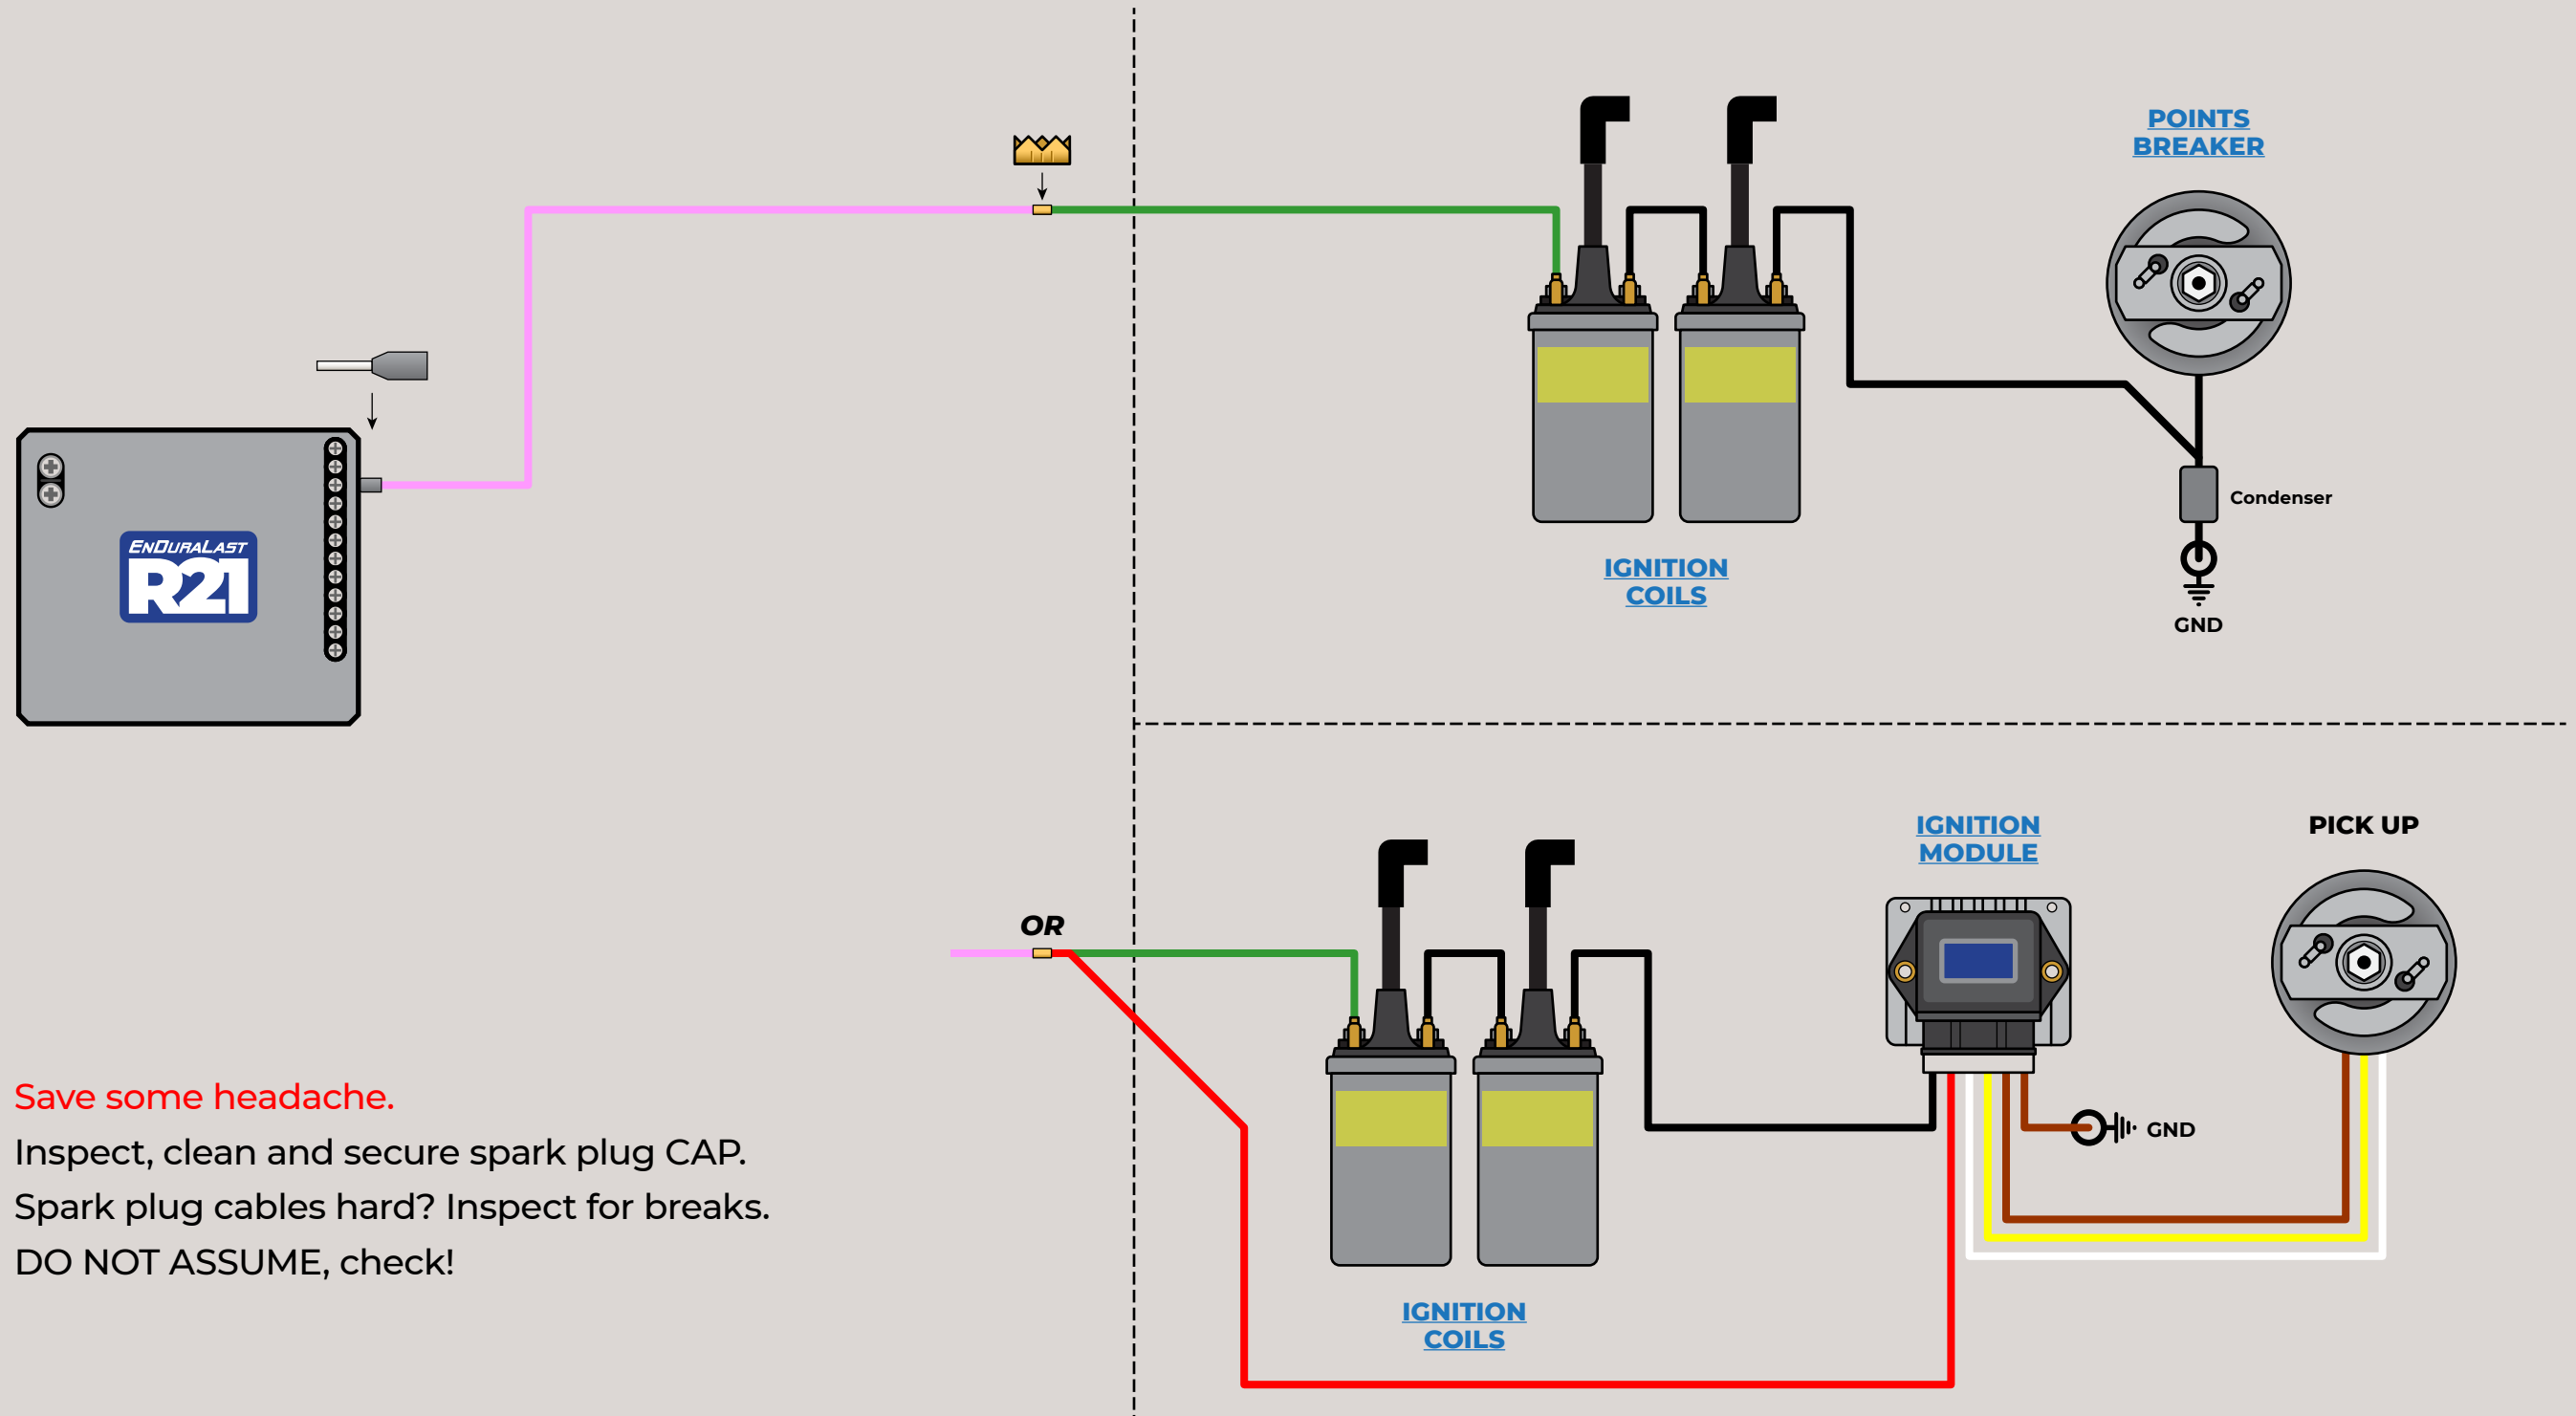 POINTS
BREAKER
ENDURALAST
R21
Condenser
IGNITION
COILS
GND
IGNITION
MODULE
PICK UP
OR
Save some headache.
Inspect, clean and secure spark plug CAP.
Spark plug cables hard? Inspect for breaks.
DO NOT ASSUME, check!
GND
IGNITION
COILS